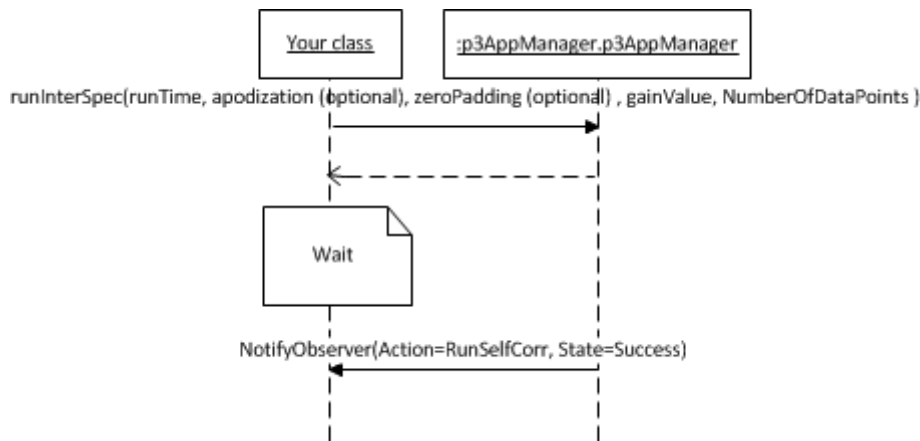 Your class
:p3AppManager.p3AppManager
runInterSpec(runTime, apodization (optional), zeroPadding (optional) , gainValue, NumberOfDataPoints )
Wait
NotifyObserver(Action=RunSelfCorr, State=Success)